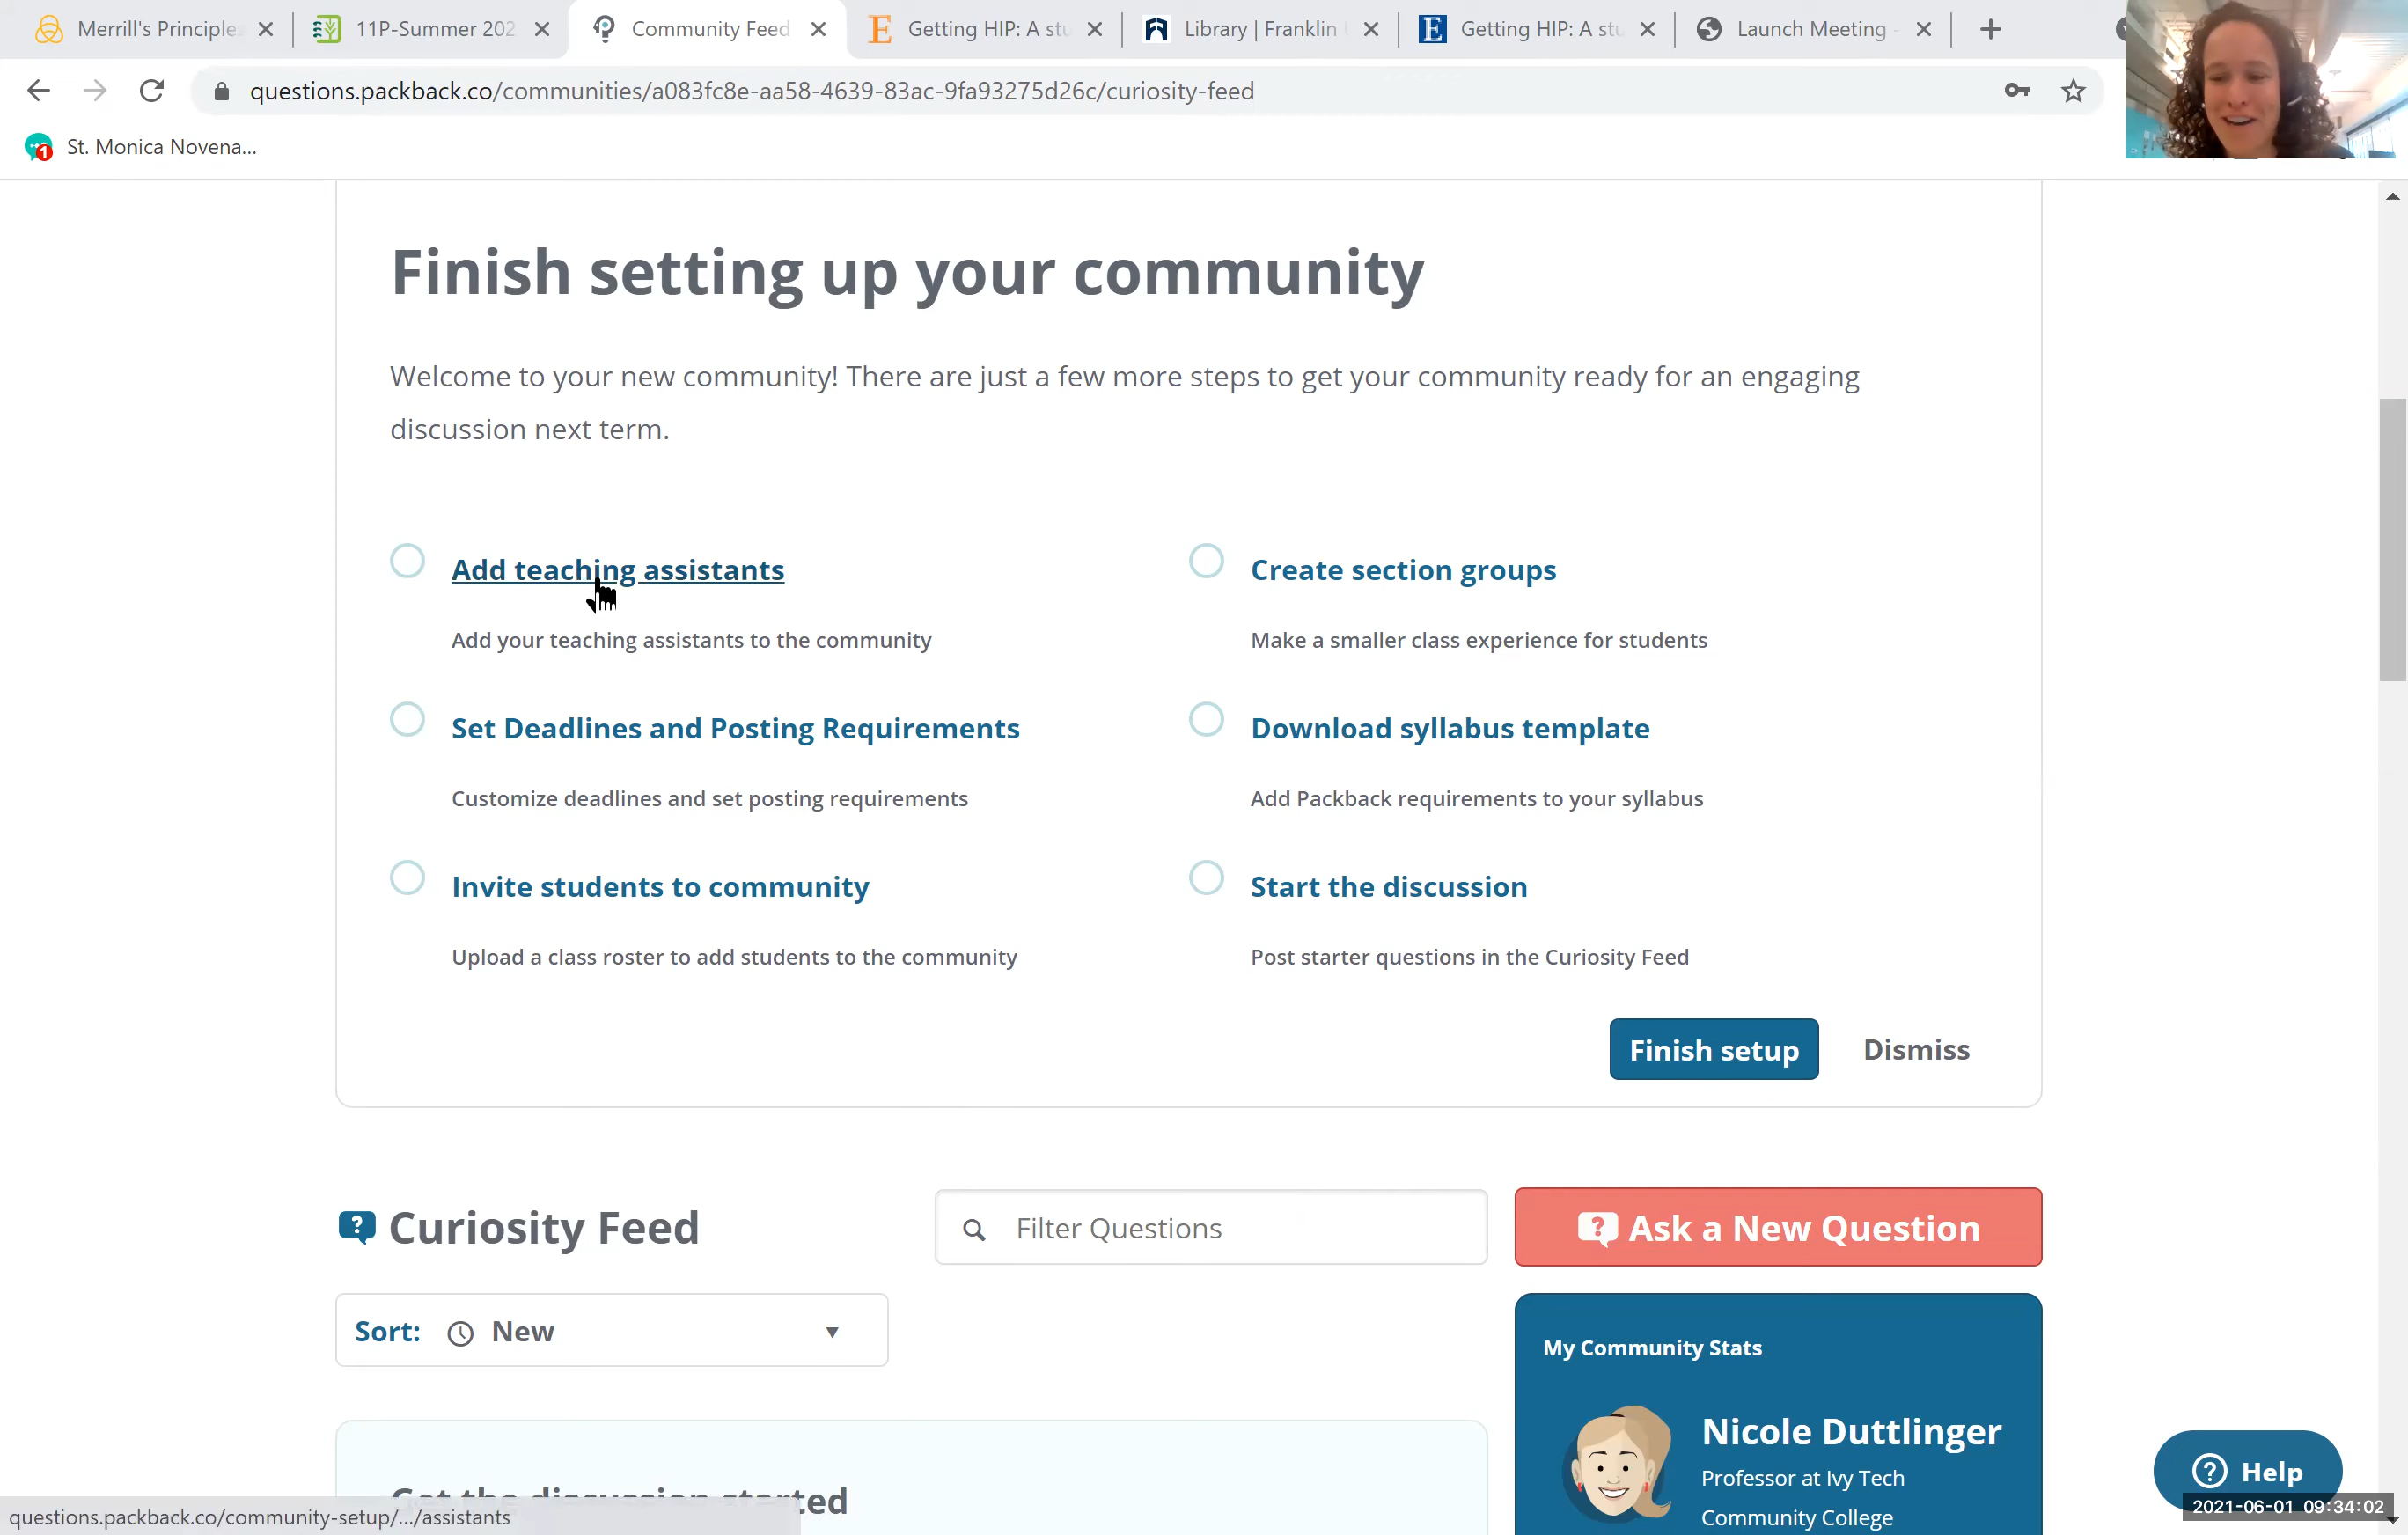 Merrill's Principles
11P-Summer 202
Community Feed
Getting HIP: A stu
Library | Franklin
Getting HIP: A stu
Launch Meeting -
questions.packback.co/communities/a083fc8e-aa58-4639-83ac-9fa93275d26c/curiosity-feed
1
St. Monica Novena...
Finish setting up your community
Welcome to your new community! There are just a few more steps to get your community ready for an engaging
discussion next term.
Add teaching assistants
Add your teaching assistants to the community
Create section groups
Make a smaller class experience for students
Set Deadlines and Posting Requirements
Customize deadlines and set posting requirements
Download syllabus template
Add Packback requirements to your syllabus
Invite students to community
Upload a class roster to add students to the community
Start the discussion
Post starter questions in the Curiosity Feed
Finish setup
Dismiss
Curiosity Feed
Filter Questions
Ask a New Question
Sort: New
My Community Stats
Nicole Duttlinger
Professor at Ivy Tech
Community College
Get the discussion started
Help
questions.packback.co/community-setup/.../assistants
2021-06-01 09:34:02